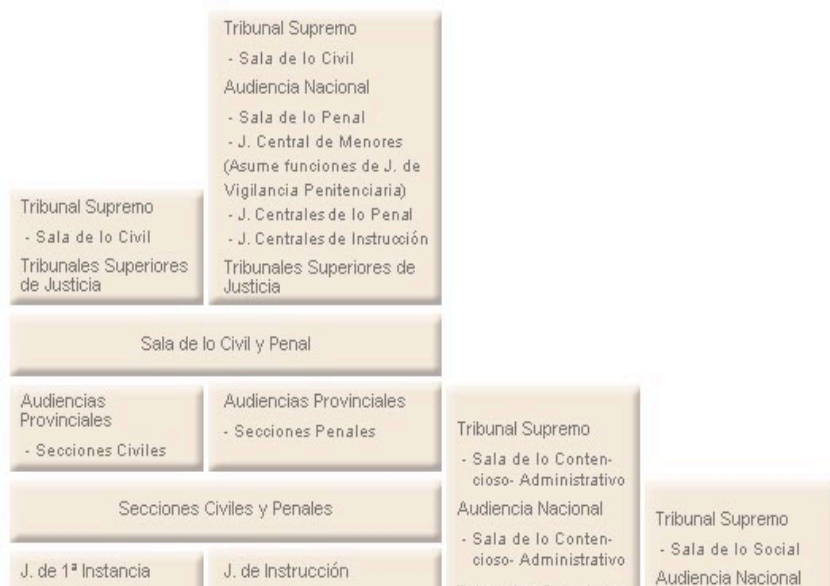 Tribunal Supremo
- Sala de lo Civil
Audiencia Nacional
- Sala de lo Penal
- J. Central de Menores
(Asume funciones de J. de
Vigilancia Penitenciaria)
- J. Centrales de lo Penal
- J. Centrales de Instrucción
Tribunales Superiores de
Justicia
Tribunal Supremo
- Sala de lo Civil
Tribunales Superiores
de Justicia
Sala de lo Civil y Penal
Audiencias
Provinciales
- Secciones Civiles
Audiencias Provinciales
- Secciones Penales
Secciones Civiles y Penales
J. de 1ª Instancia
J. de Instrucción
Tribunal Supremo
- Sala de lo Conten-
cioso- Administrativo
Audiencia Nacional
- Sala de lo Conten-
cioso- Administrativo
Tribunal Supremo
- Sala de lo Social
Audiencia Nacional